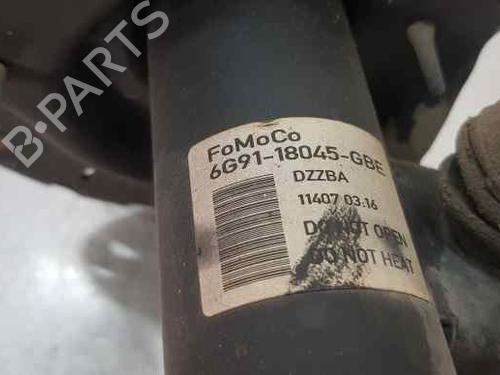 FoMoCo
6G91-18045-GBE
DZZBA
11407 03.16
DO NOT OPEN
DO NOT HEAT
B-PARTS